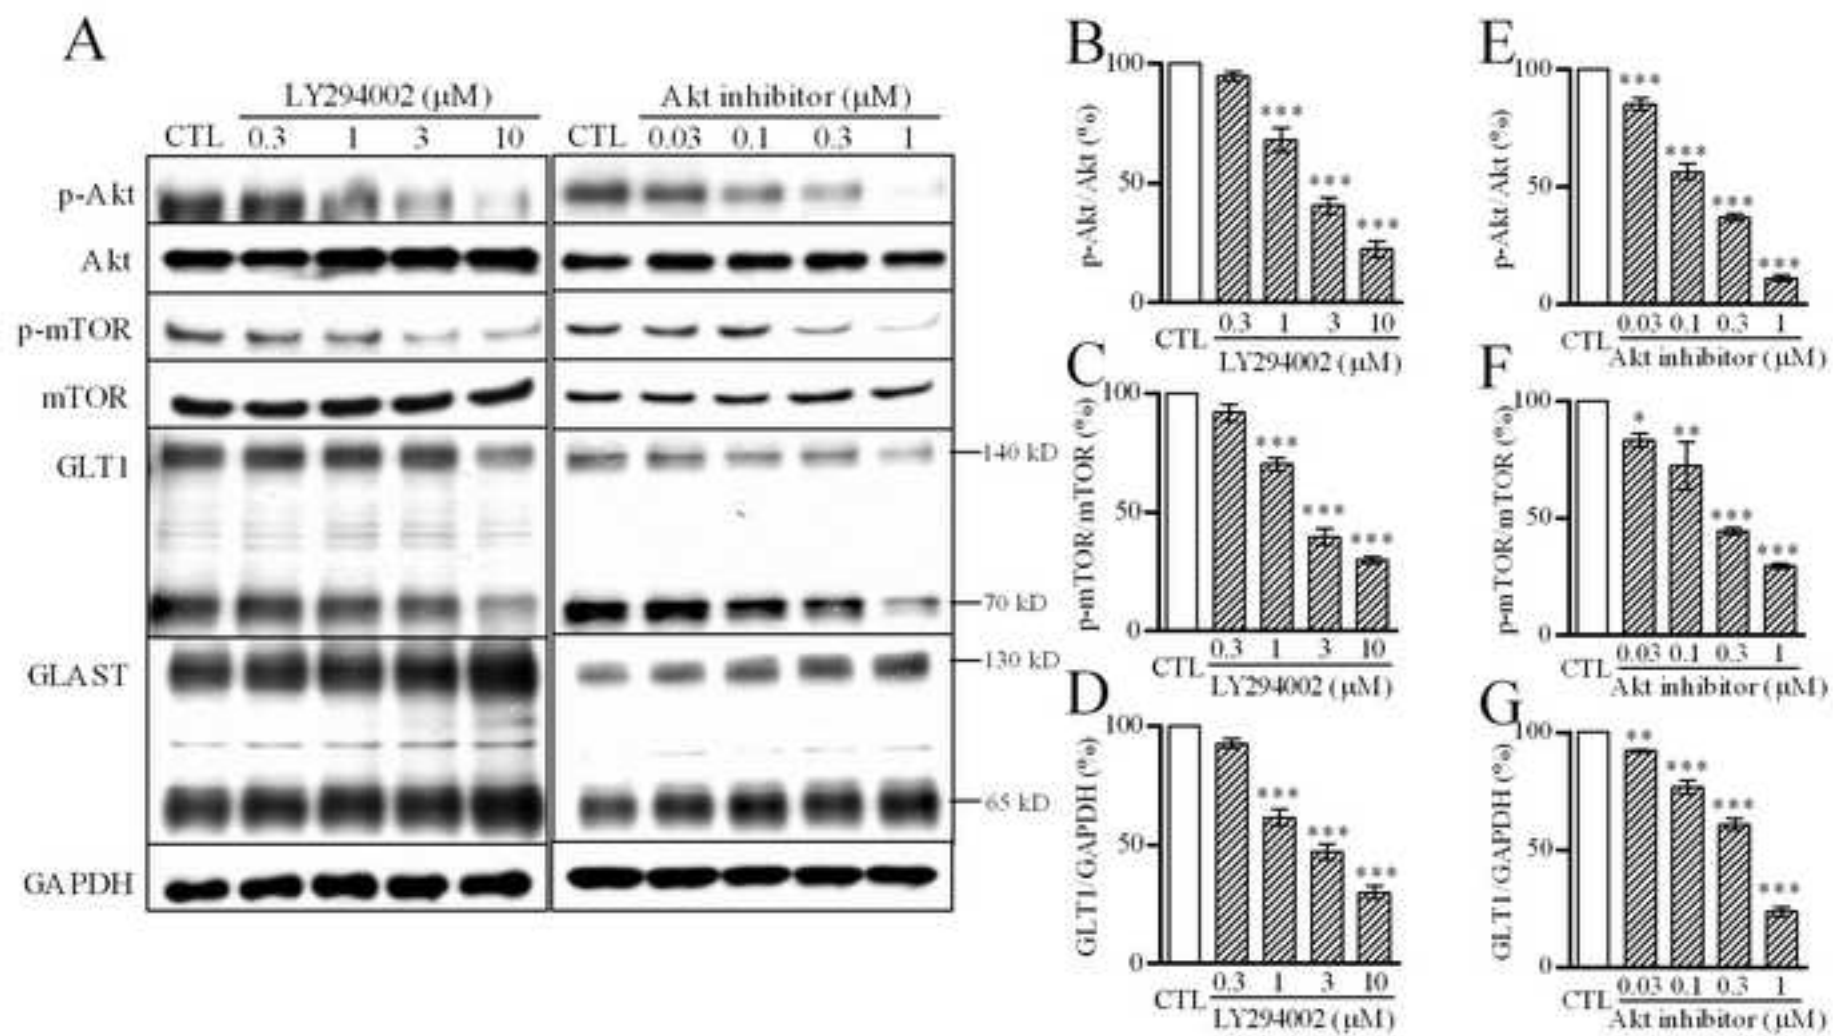 A
LY294002 (μM)
Akt inhibitor (μM)
CTL 0.3 1 3 10
CTL 0.03 0.1 0.3 1
p-Akt
Akt
p-mTOR
mTOR
GLT1
140 kD
70 kD
GLAST
130 kD
65 kD
GAPDH
B
100
50
0
p-Akt/Akt (%)
***
***
***
CTL 0.3 1 3 10
LY294002 (μM)
C
100
50
0
p-mTOR/mTOR (%)
***
***
***
CTL 0.3 1 3 10
LY294002 (μM)
D
100
50
0
GLT1/GAPDH (%)
***
***
***
CTL 0.3 1 3 10
LY294002 (μM)
E
100
50
0
p-Akt/Akt (%)
***
***
***
***
CTL 0.03 0.1 0.3 1
Akt inhibitor (μM)
F
100
50
0
p-mTOR/mTOR (%)
*
**
***
***
CTL 0.03 0.1 0.3 1
Akt inhibitor (μM)
G
100
50
0
GLT1/GAPDH (%)
**
***
***
***
CTL 0.03 0.1 0.3 1
Akt inhibitor (μM)